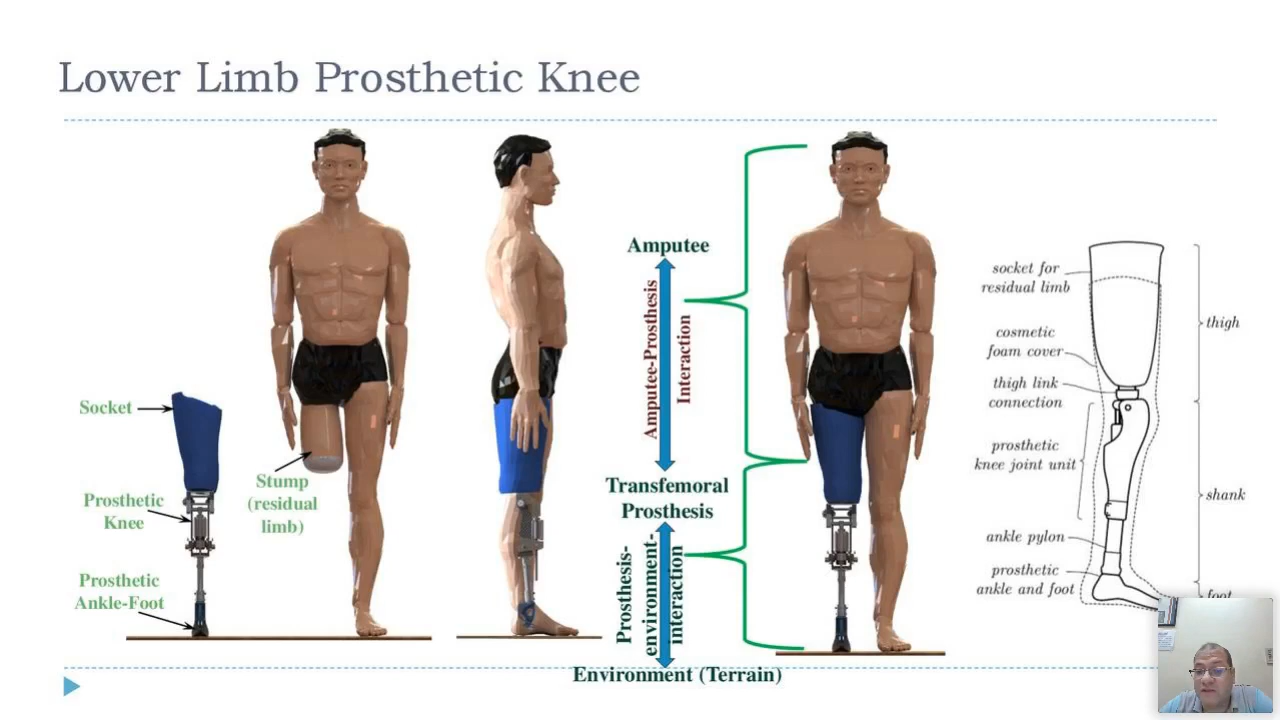 Lower Limb Prosthetic Knee
Socket
Prosthetic
Knee
Prosthetic
Ankle-Foot
Stump
(residual
limb)
Amputee
Amputee-Prosthesis
Interaction
Transfemoral
Prosthesis
Prosthesis-
environment-
interaction
Environment (Terrain)
socket for
residual limb
cosmetic
foam cover
thigh link
connection
prosthetic
knee joint unit
ankle pylon
prosthetic
ankle and foot
thigh
shank
foot